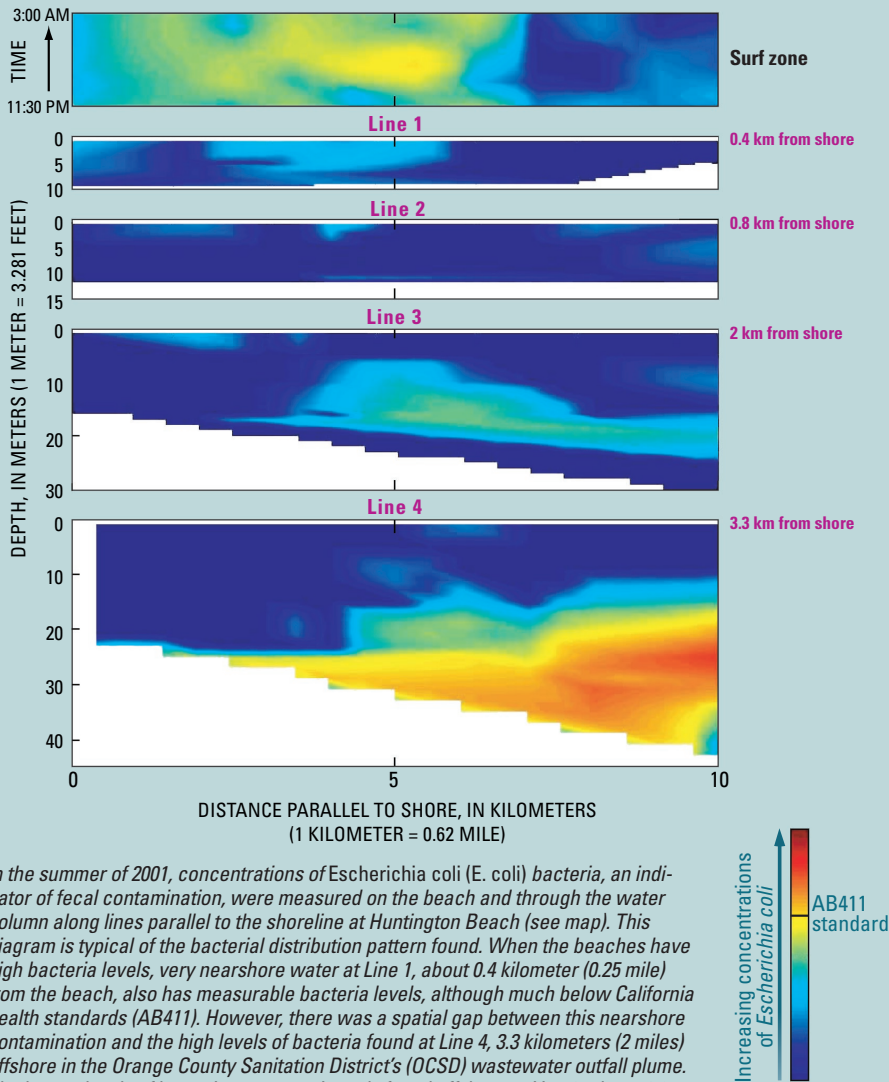 3:00 AM
TIME
11:30 PM
Surf zone
Line 1
0.4 km from shore
0
5
10
Line 2
0.8 km from shore
0
5
10
15
Line 3
2 km from shore
0
10
20
30
Line 4
3.3 km from shore
0
10
20
30
40
DEPTH, IN METERS (1 METER = 3.281 FEET)
0 5 10
DISTANCE PARALLEL TO SHORE, IN KILOMETERS
(1 KILOMETER = 0.62 MILE)
n the summer of 2001, concentrations of Escherichia coli (E. coli) bacteria, an indi-
ator of fecal contamination, were measured on the beach and through the water
olumn along lines parallel to the shoreline at Huntington Beach (see map). This
iagram is typical of the bacterial distribution pattern found. When the beaches have
igh bacteria levels, very nearshore water at Line 1, about 0.4 kilometer (0.25 mile)
rom the beach, also has measurable bacteria levels, although much below California
ealth standards (AB411). However, there was a spatial gap between this nearshore
ontamination and the high levels of bacteria found at Line 4, 3.3 kilometers (2 miles)
ffshore in the Orange County Sanitation District's (OCSD) wastewater outfall plume.
Increasing concentrations
of Escherichia coli
AB411
standard